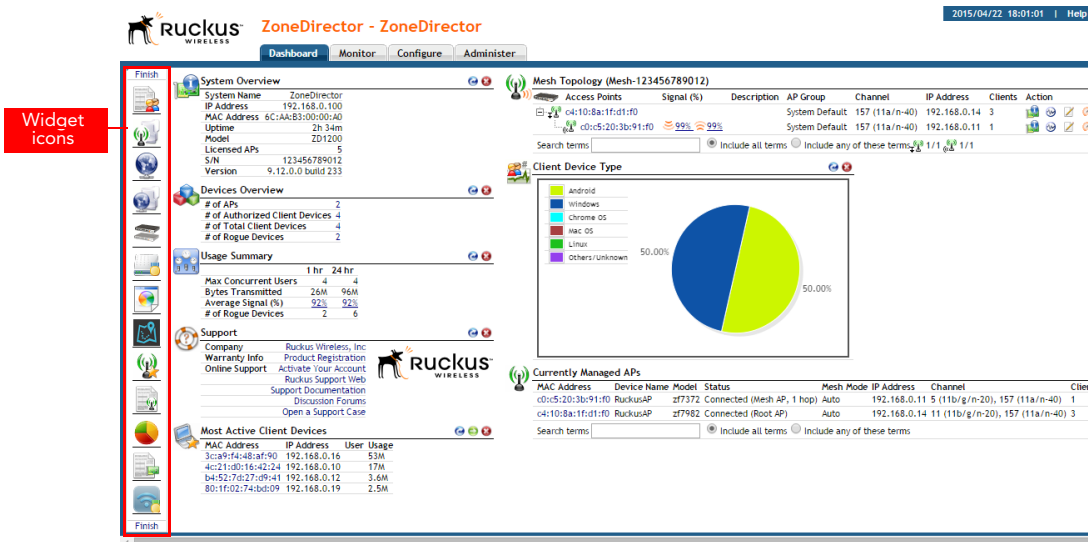 2015/04/22 18:01:01 | Help
Ruckus WIRELESS
ZoneDirector - ZoneDirector
Dashboard Monitor Configure Administer
Widget icons
Finish
System Overview
System Name ZoneDirector
IP Address 192.168.0.100
MAC Address 6C:AA:B3:00:00:A0
Uptime 2h 34m
Model ZD1200
Licensed APs 5
S/N 123456789012
Version 9.12.0.0 build 233
Devices Overview
# of APs 2
# of Authorized Client Devices 4
# of Total Client Devices 4
# of Rogue Devices 2
Usage Summary
1 hr 24 hr
Max Concurrent Users 4 4
Bytes Transmitted 26M 96M
Average Signal (%) 92% 92%
# of Rogue Devices 2 6
Support
Company Ruckus Wireless, Inc
Warranty Info Product Registration
Online Support Activate Your Account
Ruckus Support Web
Support Documentation
Discussion Forums
Open a Support Case
Ruckus WIRELESS
Most Active Client Devices
MAC Address IP Address User Usage
3c:a9:f4:48:af:90 192.168.0.16 53M
4c:21:d0:16:42:24 192.168.0.10 17M
b4:52:7d:27:d9:41 192.168.0.12 3.6M
80:1f:02:74:bd:09 192.168.0.19 2.5M
Finish
Mesh Topology (Mesh-123456789012)
Access Points Signal (%) Description AP Group Channel IP Address Clients Action
c4:10:8a:1f:d1:f0 System Default 157 (11a/n-40) 192.168.0.14 3
c0:c5:20:3b:91:f0 99% 99% System Default 157 (11a/n-40) 192.168.0.11 1
Search terms Include all terms Include any of these terms 1/1 1/1
Client Device Type
Android
Windows
Chrome OS
Mac OS
Linux
Others/Unknown
50.00%
50.00%
Currently Managed APs
MAC Address Device Name Model Status Mesh Mode IP Address Channel Clie
c0:c5:20:3b:91:f0 RuckusAP zf7372 Connected (Mesh AP, 1 hop) Auto 192.168.0.11 5 (11b/g/n-20), 157 (11a/n-40) 1
c4:10:8a:1f:d1:f0 RuckusAP zf7982 Connected (Root AP) Auto 192.168.0.14 11 (11b/g/n-20), 157 (11a/n-40) 3
Search terms Include all terms Include any of these terms